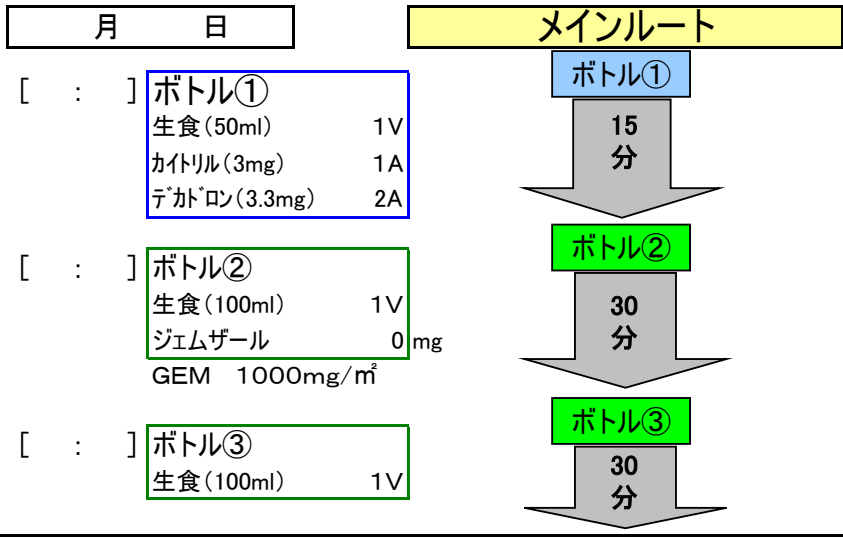 月 日
メインルート
[ : ] ボトル①
生食(50ml) 1V
ｶｲﾄﾘﾙ(3mg) 1A
ﾃﾞｶﾄﾞﾛﾝ(3.3mg) 2A
ボトル①
15
分
[ : ] ボトル②
生食(100ml) 1V
ジェムザール 0 mg
GEM 1000mg/㎡
ボトル②
30
分
[ : ] ボトル③
生食(100ml) 1V
ボトル③
30
分